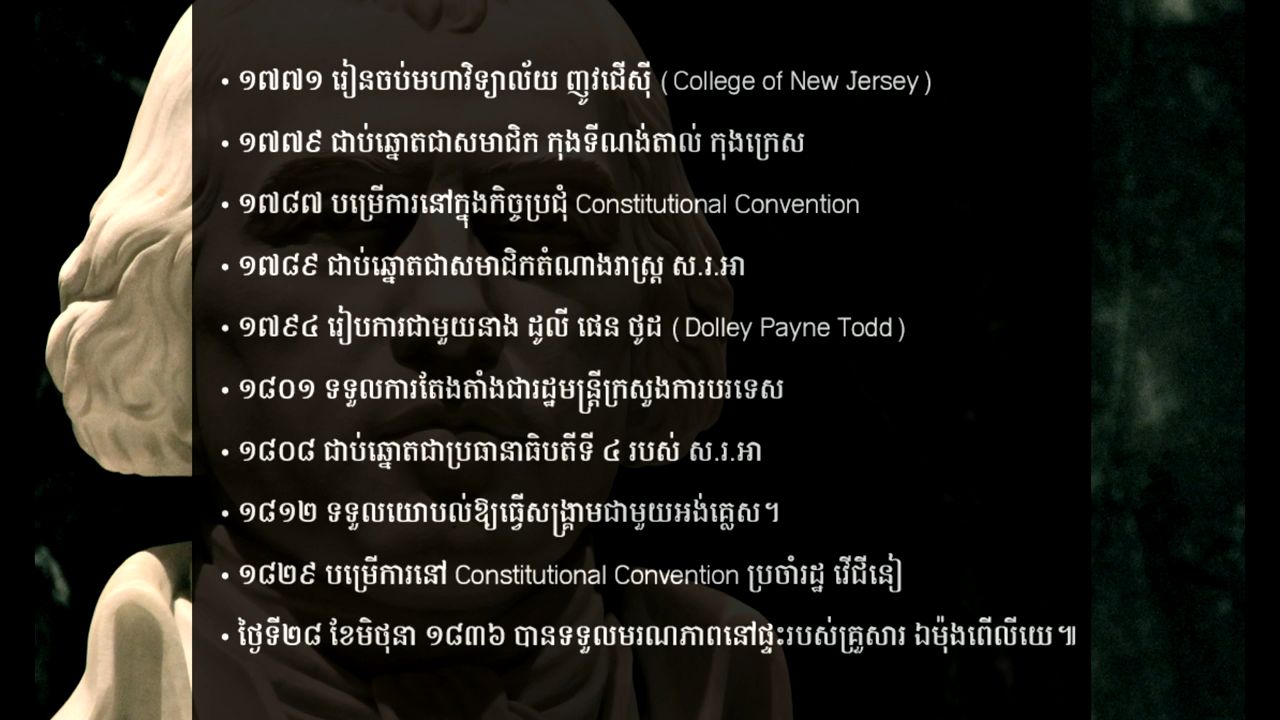 • ១៧៧១ រៀនចប់មហាវិទ្យាល័យ ញូវជើស៊ី ( College of New Jersey )
• ១៧៧៩ ជាប់ឆ្នោតជាសមាជិក កុងទីណង់តាល់ កុងក្រេស
• ១៧៨៧ បម្រើការនៅក្នុងកិច្ចប្រជុំ Constitutional Convention
• ១៧៨៩ ជាប់ឆ្នោតជាសមាជិកតំណាងរាស្ត្រ ស.រ.អា
• ១៧៩៤ រៀបការជាមួយនាង ដូលី ផេន ថូដ ( Dolley Payne Todd )
• ១៨០១ ទទួលការតែងតាំងជារដ្ឋមន្ត្រីក្រសួងការបរទេស
• ១៨០៨ ជាប់ឆ្នោតជាប្រធានាធិបតីទី ៤ របស់ ស.រ.អា
• ១៨១២ ទទួលយោបល់ឱ្យធ្វើសង្គ្រាមជាមួយអង់គ្លេស។
• ១៨២៩ បម្រើការនៅ Constitutional Convention ប្រចាំរដ្ឋ វើជីនៀ
• ថ្ងៃទី២៨ ខែមិថុនា ១៨៣៦ បានទទួលមរណភាពនៅផ្ទះរបស់គ្រួសារ ឯម៉ុងពើលីយេ៕